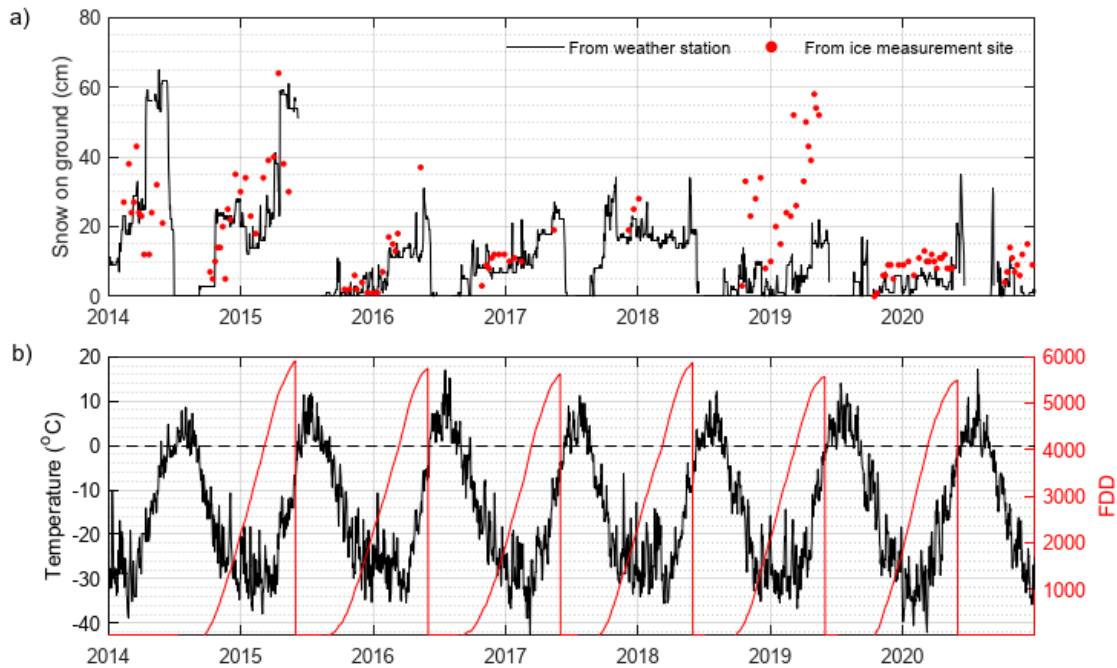 a)
80
60
40
20
0
Snow on ground (cm)
From weather station
From ice measurement site
2014 2015 2016 2017 2018 2019 2020
b)
20
10
0
-10
-20
-30
-40
Temperature (°C)
6000
5000
4000
3000
2000
1000
FDD
2014 2015 2016 2017 2018 2019 2020